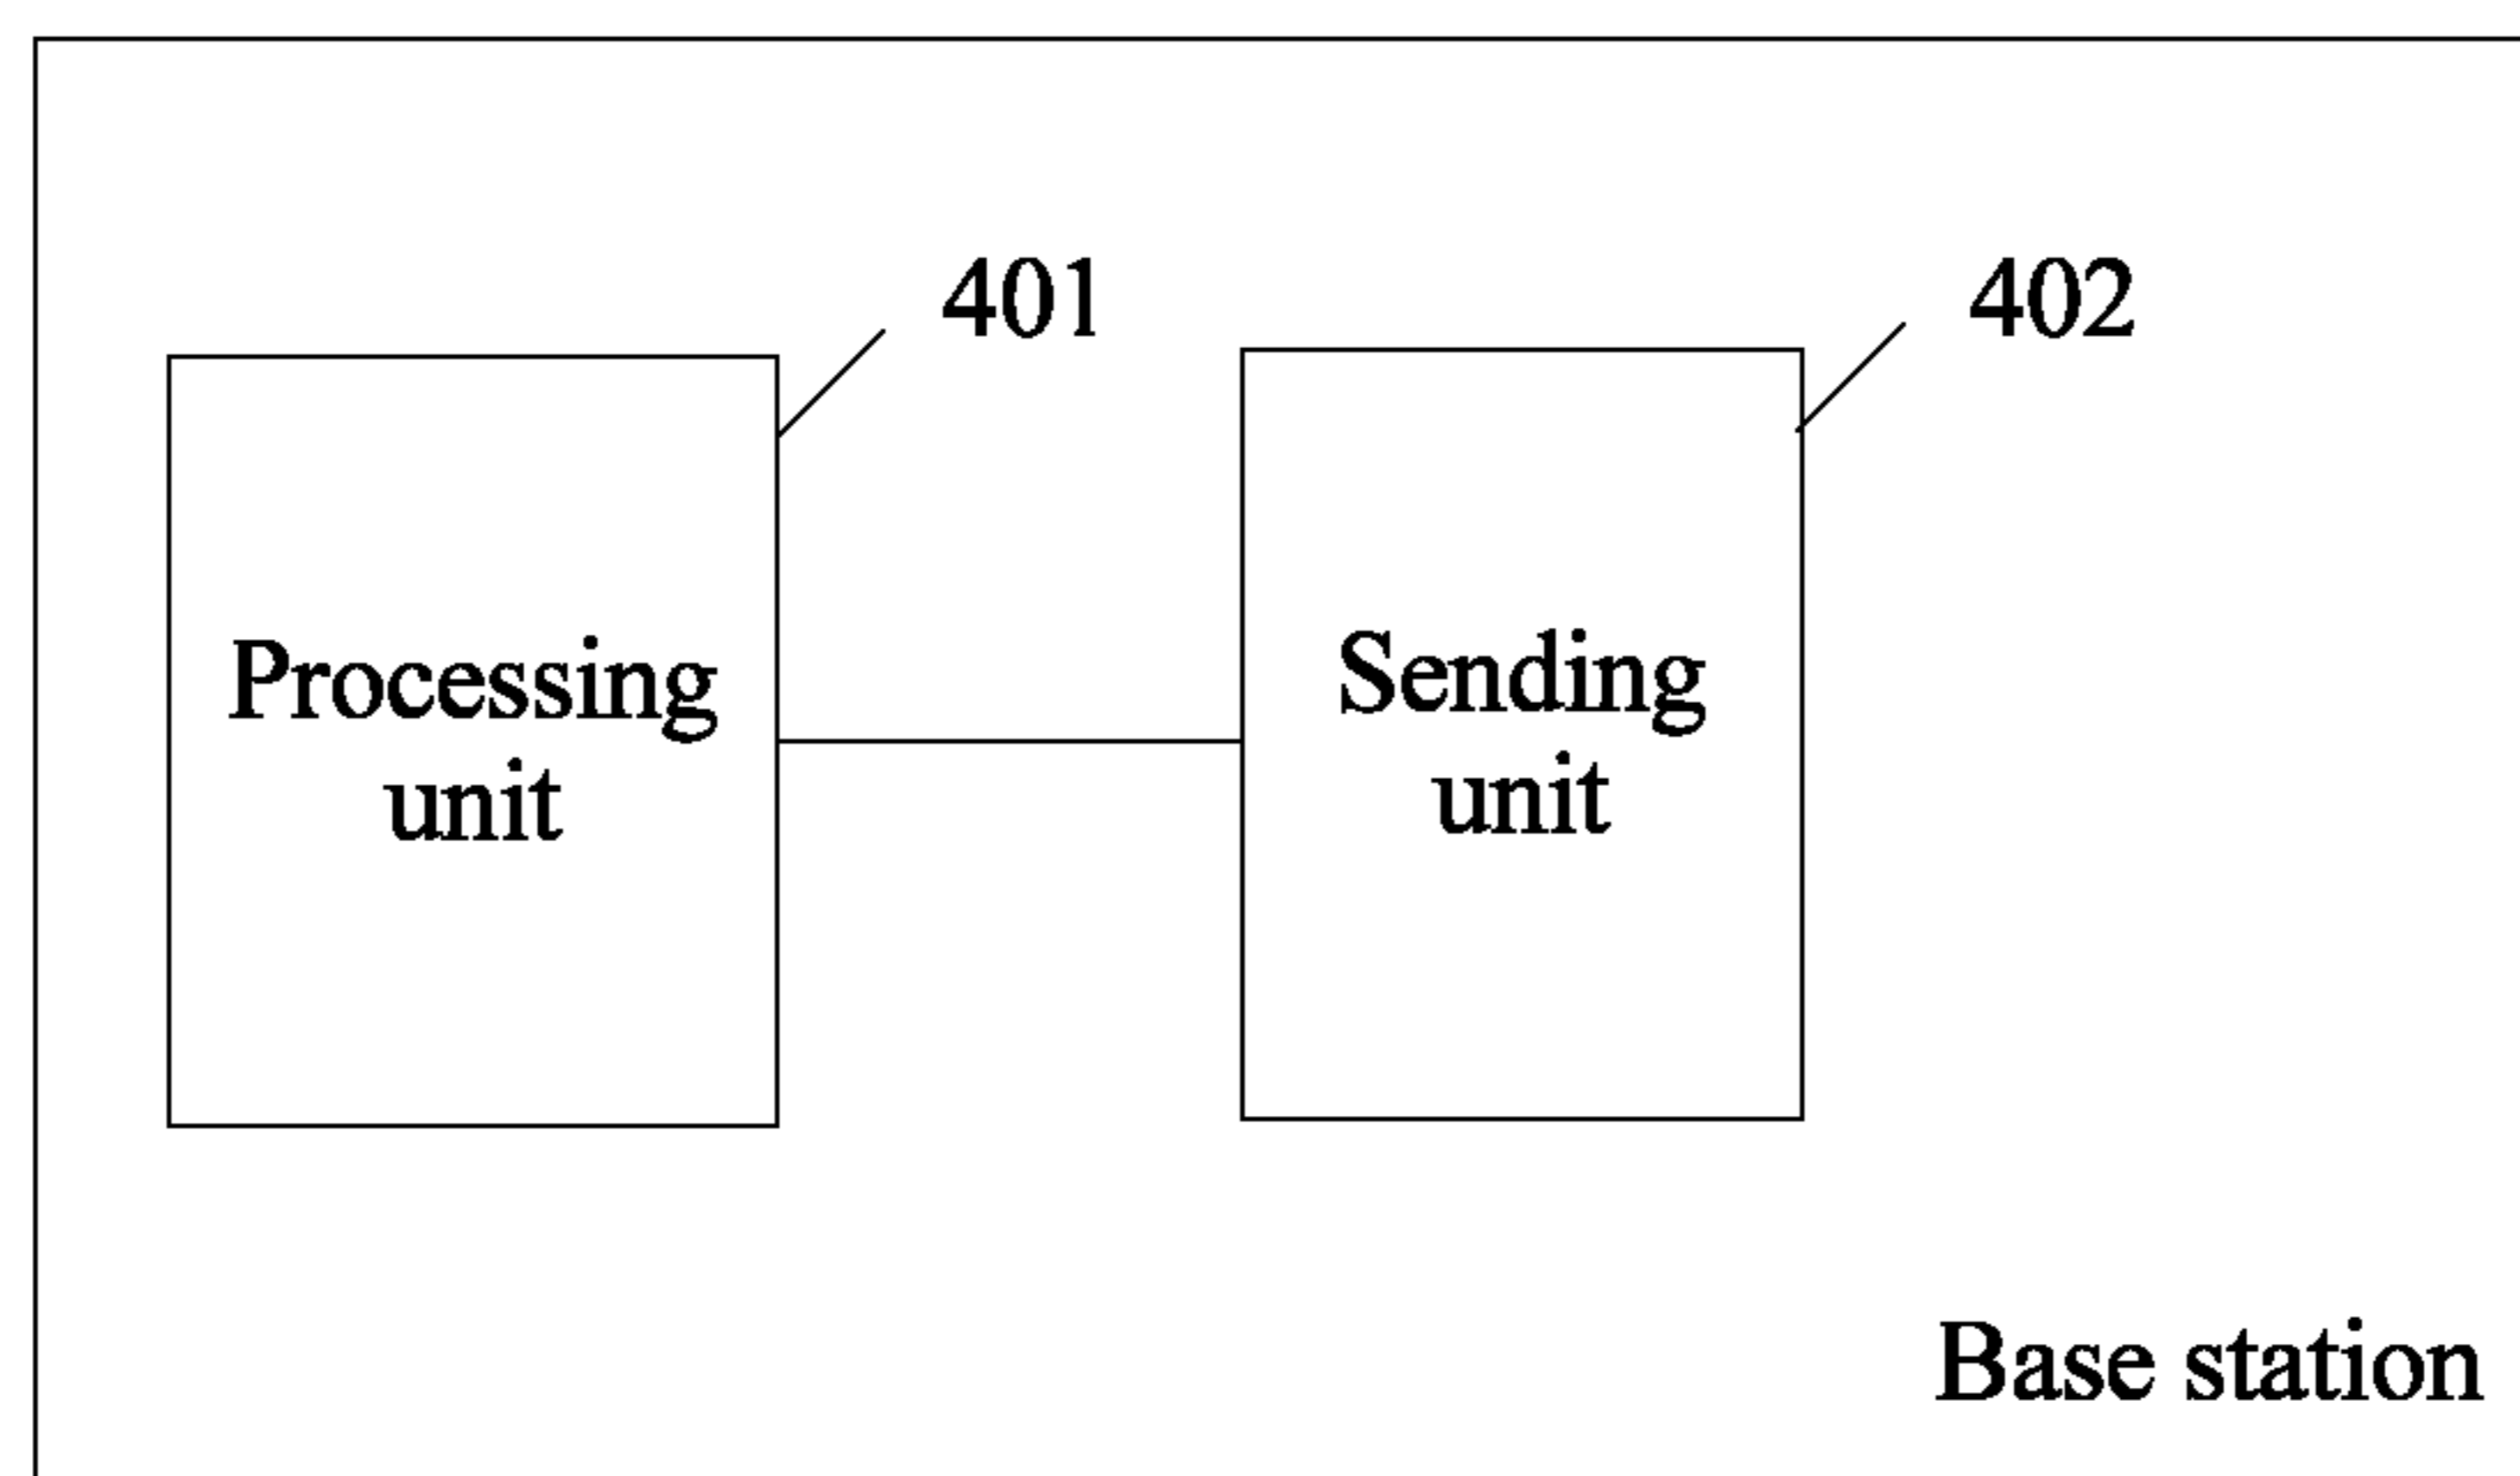 401
402
Processing
unit
Sending
unit
Base station